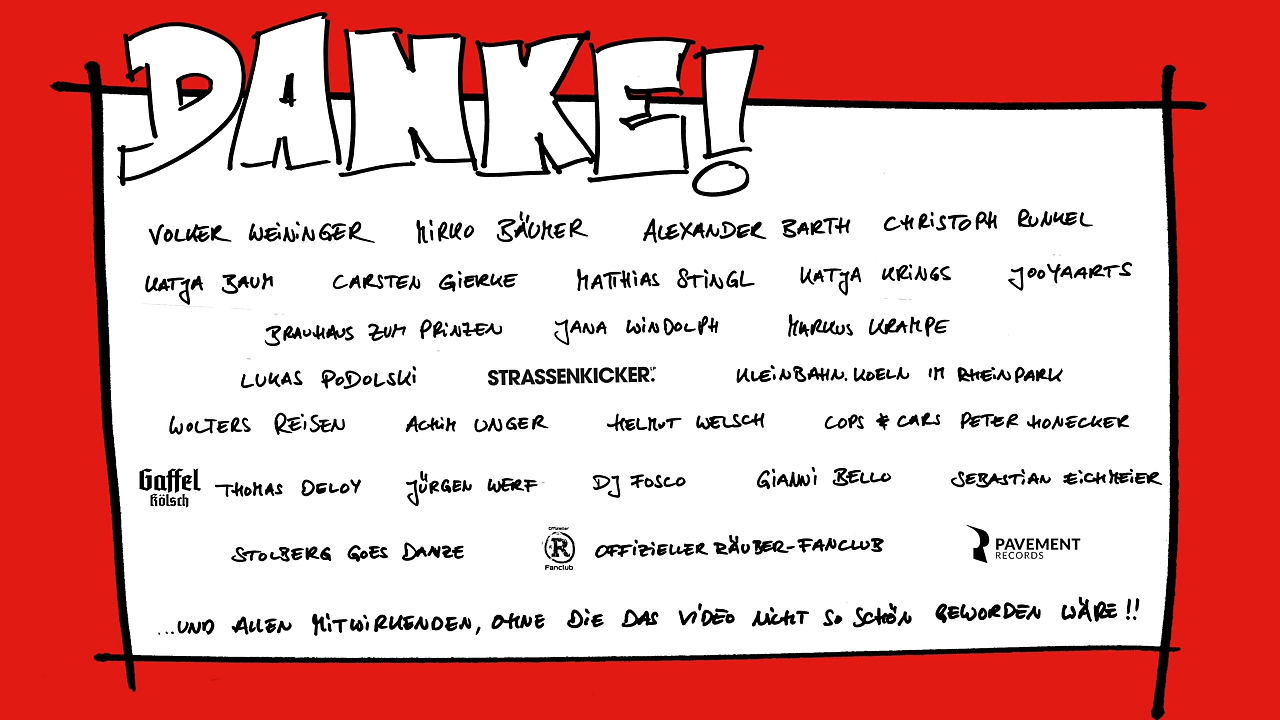 DANKE!
VOLKER WEININGER MIRKO BÄUMER ALEXANDER BARTH CHRISTOPH RUNKEL
KATJA BAUM CARSTEN GIERKE MATTHIAS STINGL KATJA KRINGS JOOYAARTS
BRAUHAUS ZUM PRINZEN JANA WINDOLPH MARKUS KRAMPE
LUKAS PODOLSKI STRASSENKICKER. KLEINBAHN.KOELN IM RHEINPARK
WOLTERS REISEN ACHIM UNGER HELMUT WELSCH COPS & CARS PETER HONECKER
Gaffel
Kölsch
THOMAS DELOY JÜRGEN WERF DJ FOSCO GIANNI BELLO SEBASTIAN EICHMEIER
STOLBERG GOES DANZE
Offizieller
R
Fanclub
OFFIZIELLER RÄUBER-FANCLUB
PAVEMENT
RECORDS
...UND ALLEN MITWIRKENDEN, OHNE DIE DAS VIDEO NICHT SO SCHÖN GEWORDEN WÄRE!!